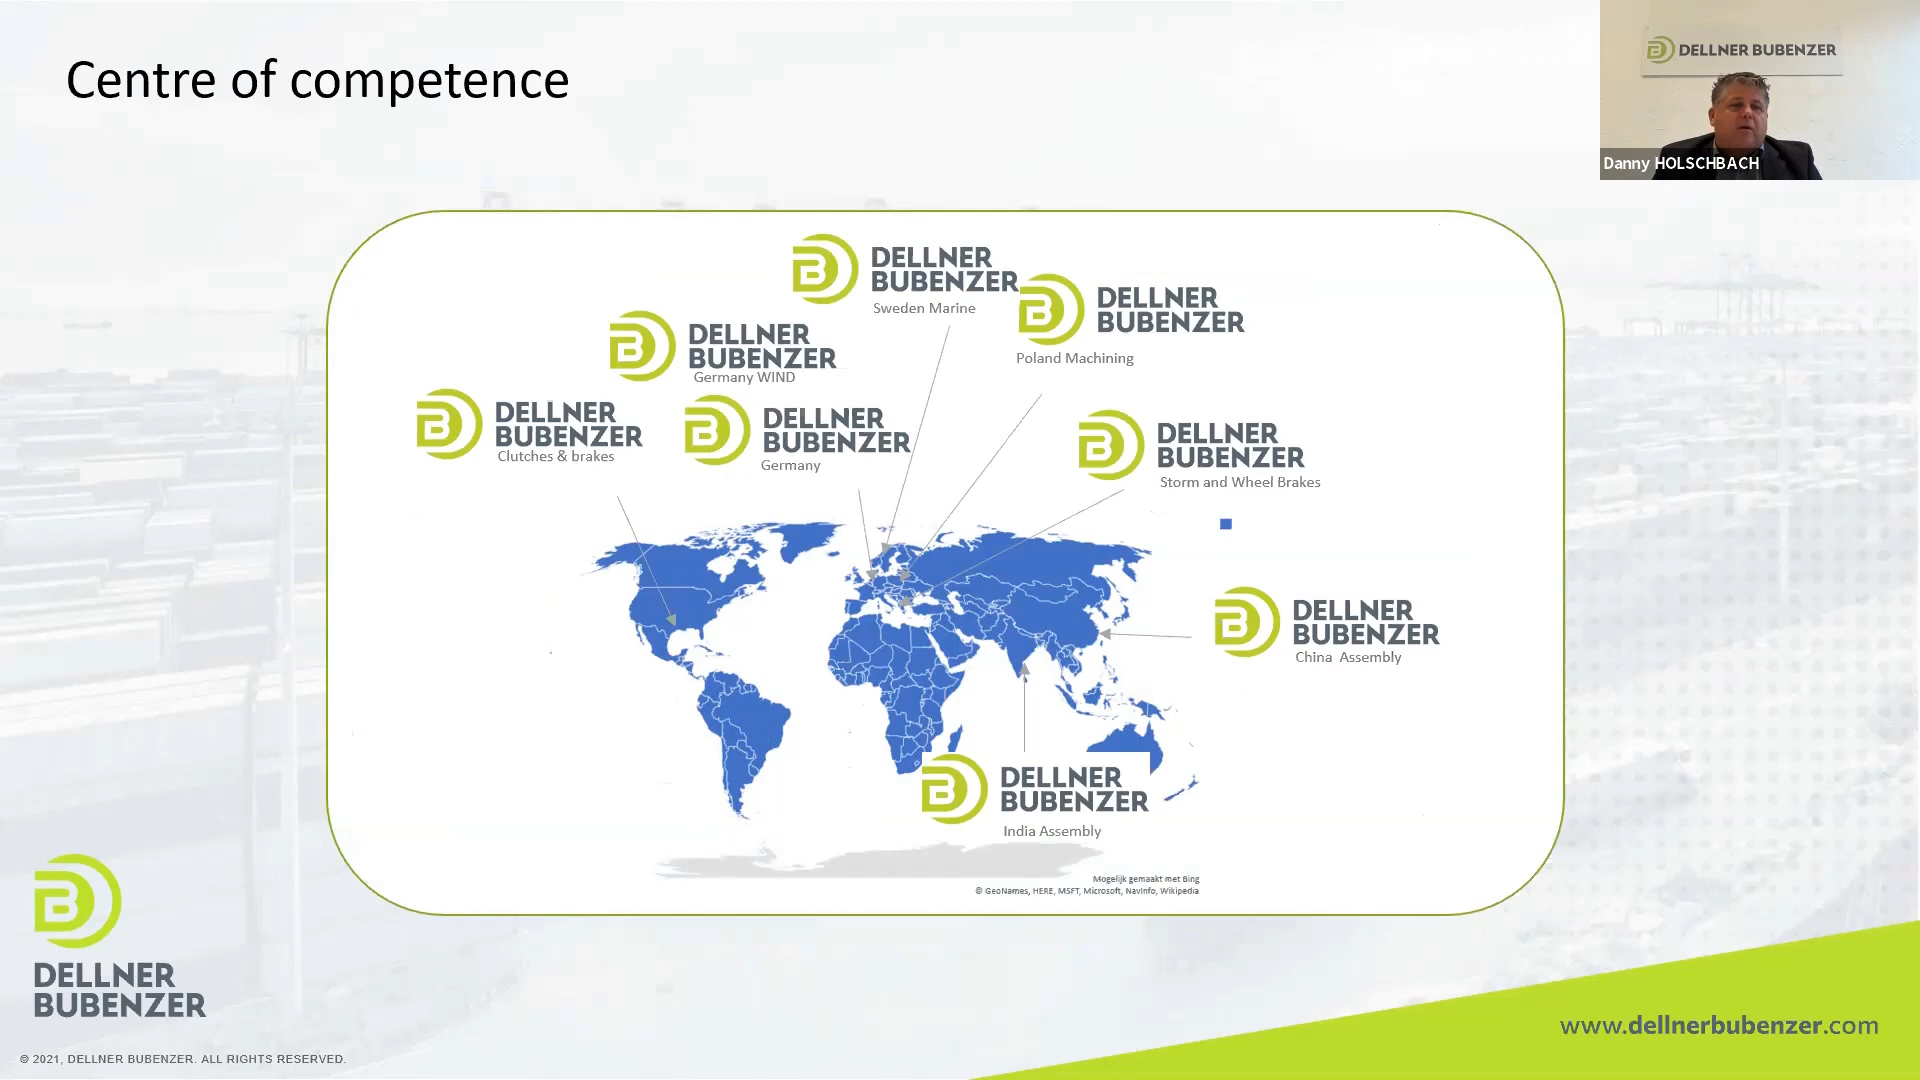 Centre of competence
DELLNER BUBENZER
Danny HOLSCHBACH
DELLNER
BUBENZER
Sweden Marine
DELLNER
BUBENZER
Poland Machining
DELLNER
BUBENZER
Germany WIND
DELLNER
BUBENZER
Clutches & brakes
DELLNER
BUBENZER
Germany
DELLNER
BUBENZER
Storm and Wheel Brakes
DELLNER
BUBENZER
China Assembly
DELLNER
BUBENZER
India Assembly
Mogelijk gemaakt met Bing
© GeoNames, HERE, MSFT, Microsoft, NavInfo, Wikipedia
DELLNER
BUBENZER
www.dellnerbubenzer.com
© 2021, DELLNER BUBENZER. ALL RIGHTS RESERVED.